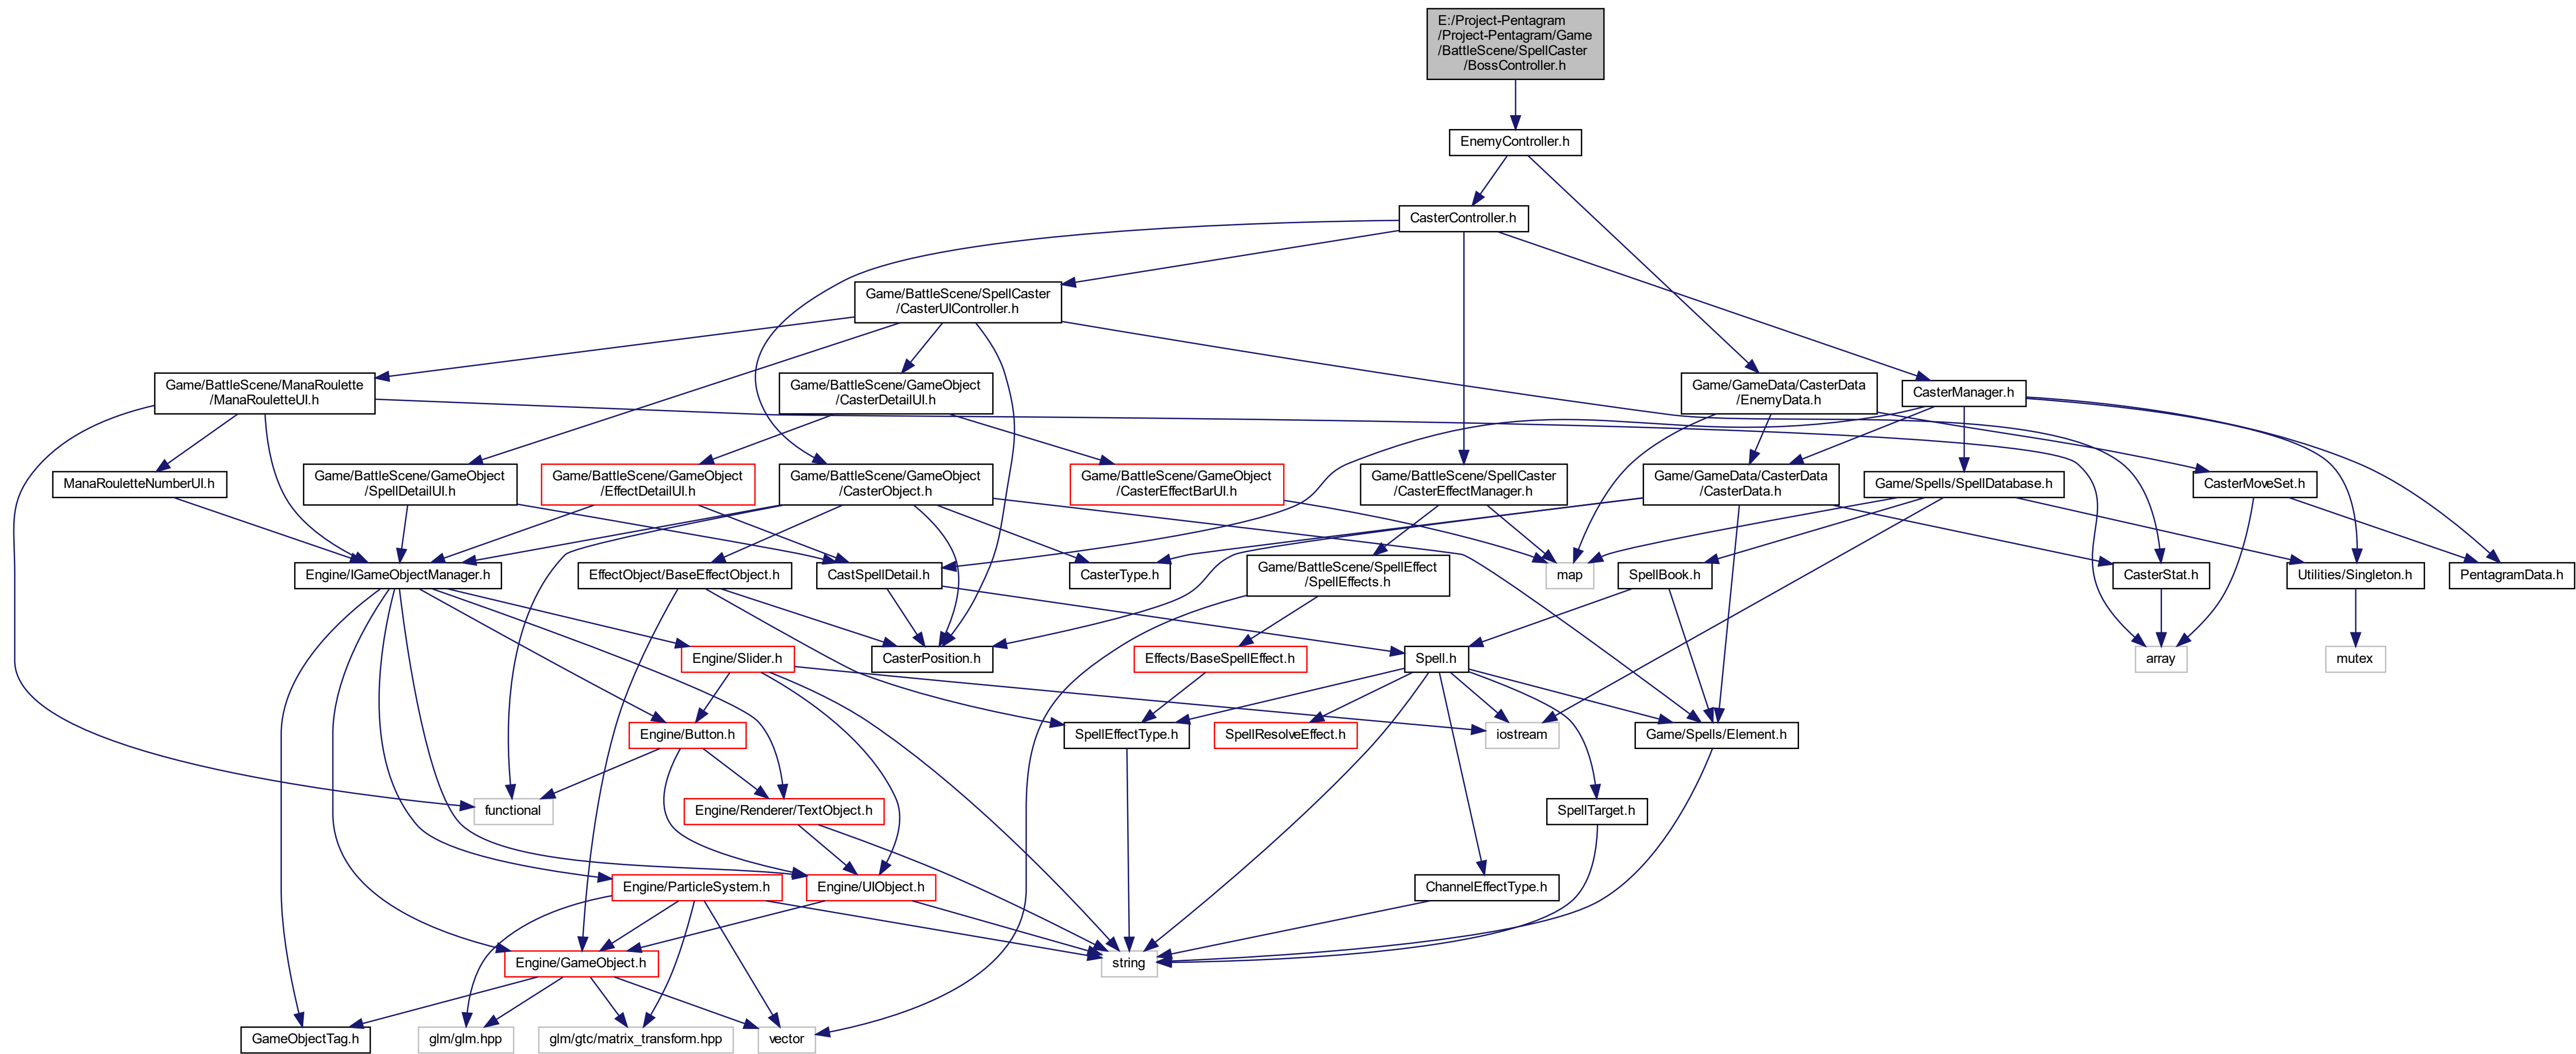 E:/Project-Pentagram
/Project-Pentagram/Game
/BattleScene/SpellCaster
/BossController.h
EnemyController.h
CasterController.h
Game/BattleScene/SpellCaster
/CasterUIController.h
Game/BattleScene/ManaRoulette
/ManaRouletteUI.h
Game/BattleScene/GameObject
/CasterDetailUI.h
Game/GameData/CasterData
/EnemyData.h
CasterManager.h
ManaRouletteNumberUI.h
Game/BattleScene/GameObject
/SpellDetailUI.h
Game/BattleScene/GameObject
/EffectDetailUI.h
Game/BattleScene/GameObject
/CasterObject.h
Game/BattleScene/GameObject
/CasterEffectBarUI.h
Game/BattleScene/SpellCaster
/CasterEffectManager.h
Game/GameData/CasterData
/CasterData.h
Game/Spells/SpellDatabase.h
CasterMoveSet.h
Engine/IGameObjectManager.h
EffectObject/BaseEffectObject.h
CastSpellDetail.h
CasterType.h
Game/BattleScene/SpellEffect
/SpellEffects.h
map
SpellBook.h
CasterStat.h
Utilities/Singleton.h
PentagramData.h
Engine/Slider.h
CasterPosition.h
Effects/BaseSpellEffect.h
Spell.h
array
mutex
Engine/Button.h
SpellEffectType.h
SpellResolveEffect.h
iostream
Game/Spells/Element.h
functional
Engine/Renderer/TextObject.h
SpellTarget.h
Engine/ParticleSystem.h
Engine/UIObject.h
ChannelEffectType.h
Engine/GameObject.h
string
GameObjectTag.h
glm/glm.hpp
glm/gtc/matrix_transform.hpp
vector